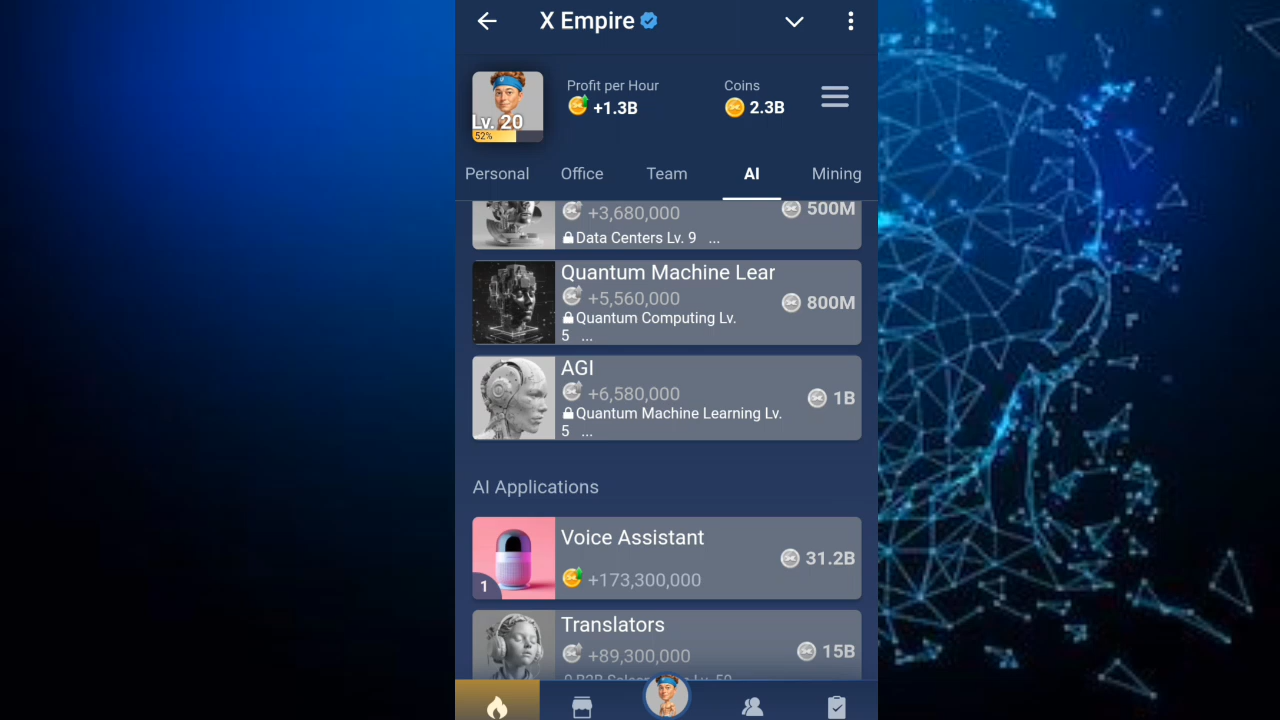 X Empire
Profit per Hour
+1.3B
Coins
2.3B
Lv. 20
52%
Personal
Office
Team
AI
Mining
+3,680,000
500M
Data Centers Lv. 9 ...
Quantum Machine Lear
+5,560,000
800M
Quantum Computing Lv.
5 ...
AGI
+6,580,000
1B
Quantum Machine Learning Lv.
5 ...
AI Applications
Voice Assistant
31.2B
1
+173,300,000
Translators
+89,300,000
15B